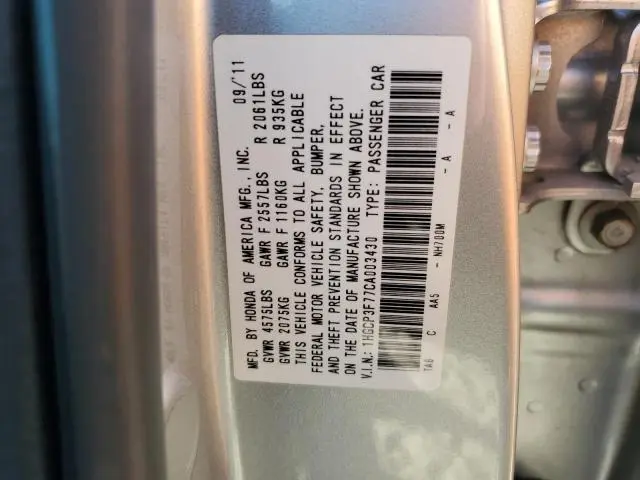 MFD. BY HONDA OF AMERICA MFG., INC. 09/'11
GVWR 4575LBS GAWR F 2557LBS R 2061LBS
GVWR 2075KG GAWR F 1160KG R 935KG
THIS VEHICLE CONFORMS TO ALL APPLICABLE
FEDERAL MOTOR VEHICLE SAFETY, BUMPER,
AND THEFT PREVENTION STANDARDS IN EFFECT
ON THE DATE OF MANUFACTURE SHOWN ABOVE.
V.I.N.: 1HGCP3F77CA003430 TYPE: PASSENGER CAR
TA6 C AA5 - NH700M - A - A